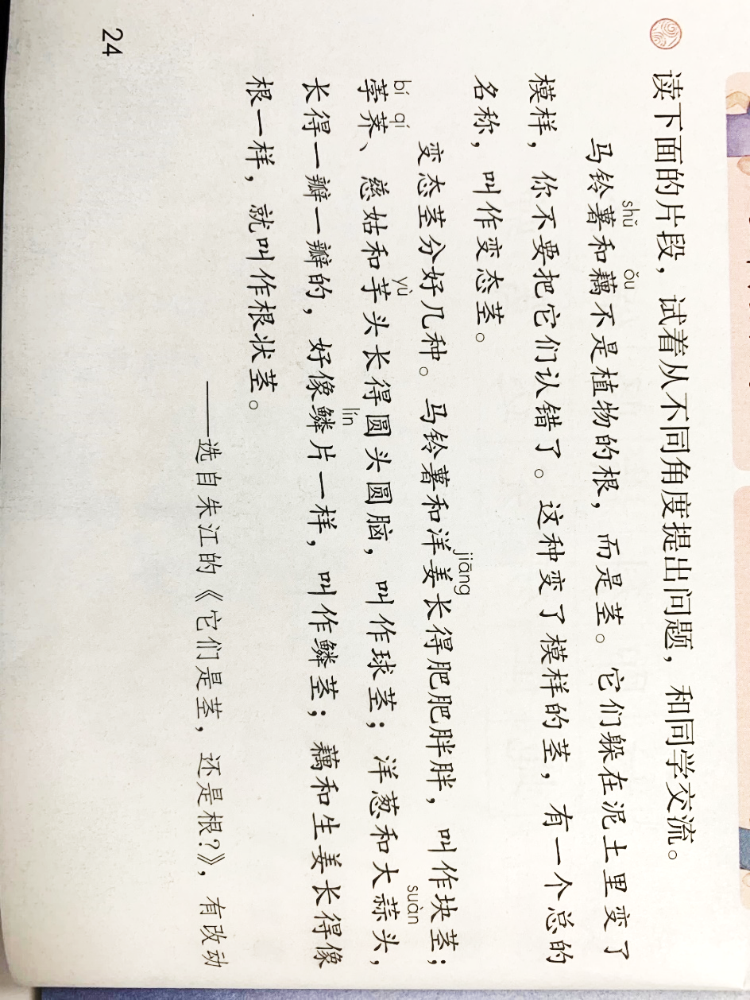 读下面的片段，试着从不同角度提出问题，和同学交流。
shǔ ǒu
马铃薯和藕不是植物的根，而是茎。它们躲在泥土里变了
模样，你不要把它们认错了。这种变了模样的茎，有一个总的
名称，叫作变态茎。
jiāng
变态茎分好几种。马铃薯和洋姜长得肥肥胖胖，叫作块茎；
bí qí yù suàn
荸荠、慈姑和芋头长得圆头圆脑，叫作球茎；洋葱和大蒜头，
lín
长得一瓣一瓣的，好像鳞片一样，叫作鳞茎；藕和生姜长得像
根一样，就叫作根状茎。
——选自朱江的《它们是茎，还是根？》，有改动
24